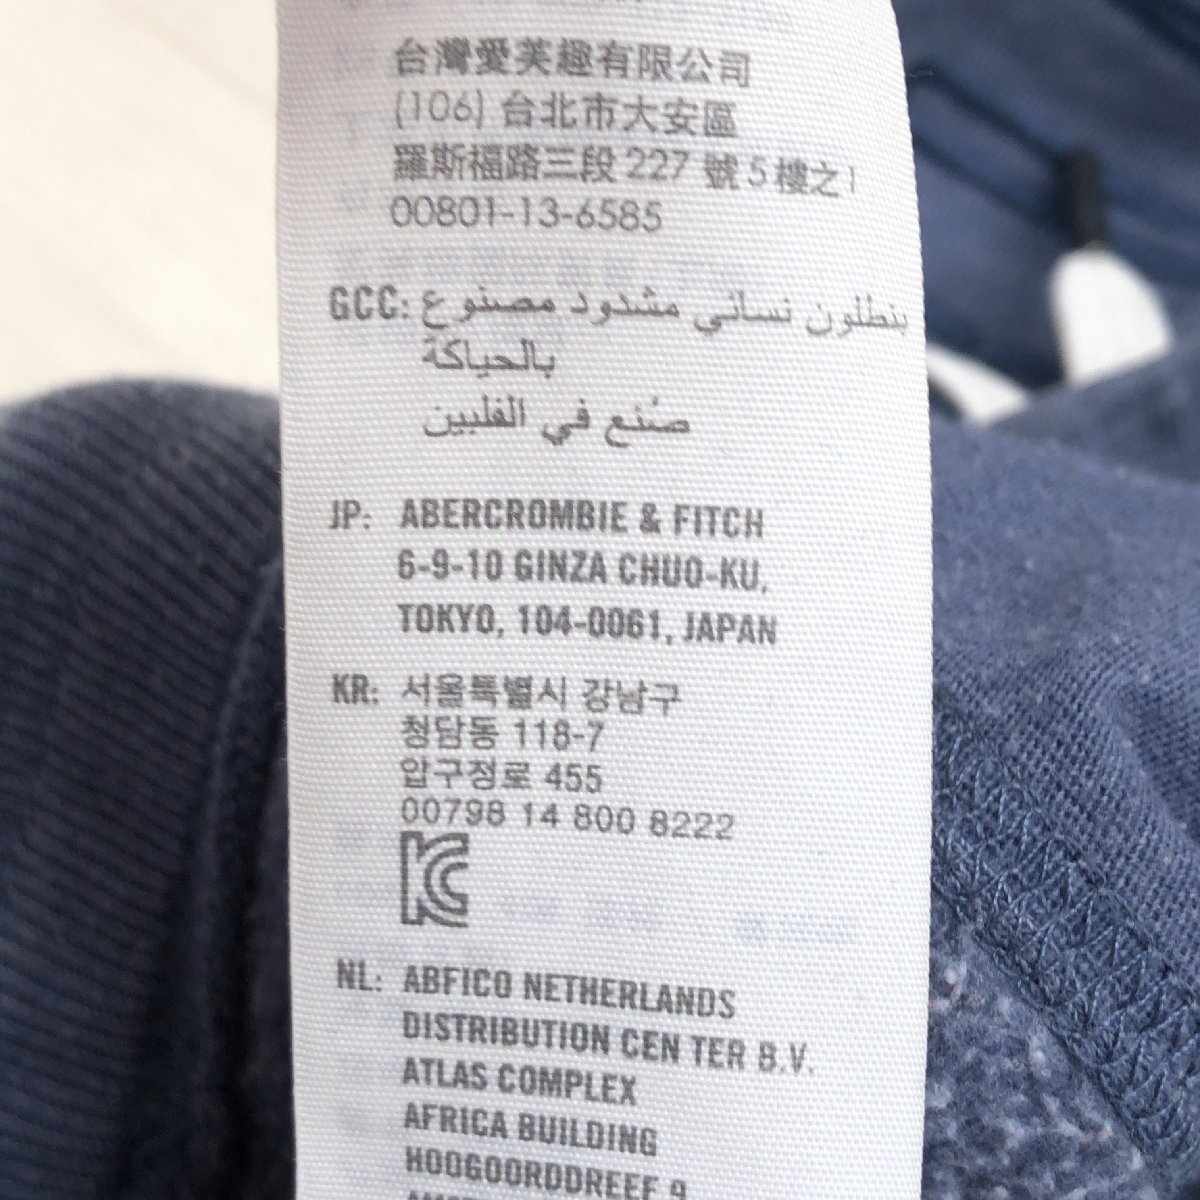 台灣愛芙趣有限公司
(106) 台北市大安區
羅斯福路三段 227 號 5 樓之 1
00801-13-6585
GCC: بنطلون نسائي مشدود مصنوع
بالحياكة
صُنع في الفلبين
JP: ABERCROMBIE & FITCH
6-9-10 GINZA CHUO-KU,
TOKYO, 104-0061, JAPAN
KR: 서울특별시 강남구
청담동 118-7
압구정로 455
00798 14 800 8222
KC
NL: ABFICO NETHERLANDS
DISTRIBUTION CEN TER B.V.
ATLAS COMPLEX
AFRICA BUILDING
HOOGOORDDREEF 9